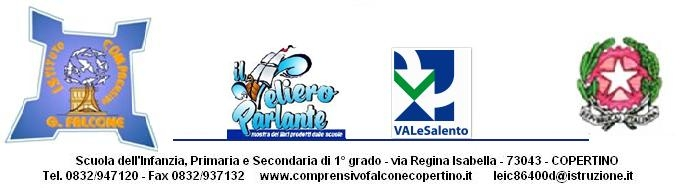 ISTITUTO COMPRENSIVO
G. FALCONE
il Veliero Parlante
mostra dei libri prodotti dalle scuole
VALeSalento
REPVBBLICA ITALIANA
Scuola dell'Infanzia, Primaria e Secondaria di 1° grado - via Regina Isabella - 73043 - COPERTINO
Tel. 0832/947120 - Fax 0832/937132 www.comprensivofalconecopertino.it leic86400d@istruzione.it